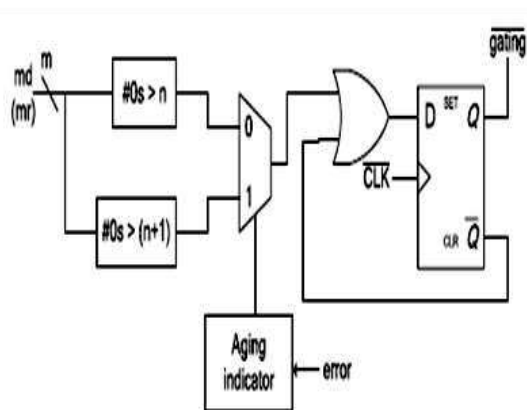 m
md
(mr)
#0s > n
#0s > (n+1)
0
1
Aging
indicator
error
CLK
D
SET
Q
CLR
Q
gating